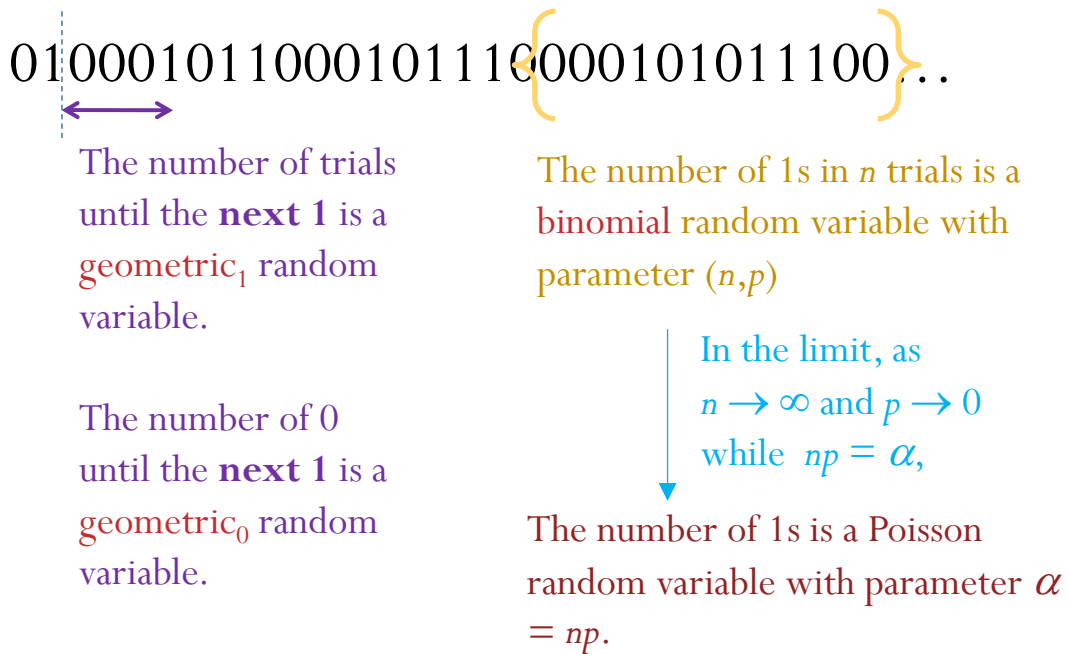 010001011000101110000101011100...
The number of trials
until the next 1 is a
geometric₁ random
variable.
The number of 0
until the next 1 is a
geometric₀ random
variable.
The number of 1s in n trials is a
binomial random variable with
parameter (n,p)
In the limit, as
n → ∞ and p → 0
while np = α,
The number of 1s is a Poisson
random variable with parameter α
= np.